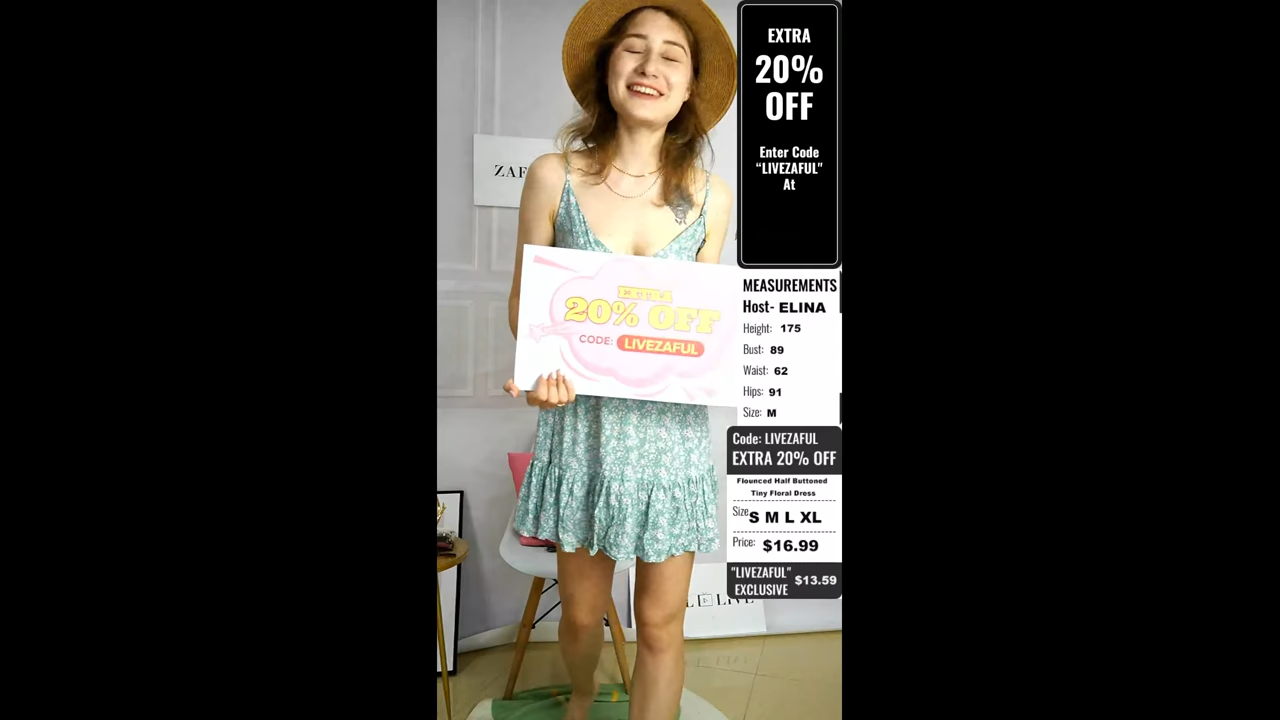 EXTRA
20%
OFF
Enter Code
“LIVEZAFUL"
At
ZAF
EXTRA
20% OFF
CODE: LIVEZAFUL
MEASUREMENTS
Host- ELINA
Height: 175
Bust: 89
Waist: 62
Hips: 91
Size: M
Code: LIVEZAFUL
EXTRA 20% OFF
Flounced Half Buttoned
Tiny Floral Dress
Size S M L XL
Price: $16.99
"LIVEZAFUL" $13.59
EXCLUSIVE
L LIVE